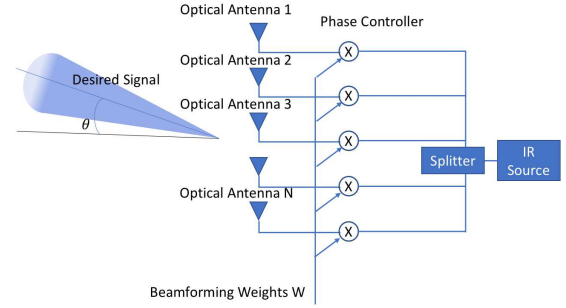 Optical Antenna 1
Phase Controller
X
Optical Antenna 2
Desired Signal
X
Optical Antenna 3
θ
X
Splitter
IR
Source
X
Optical Antenna N
X
Beamforming Weights W